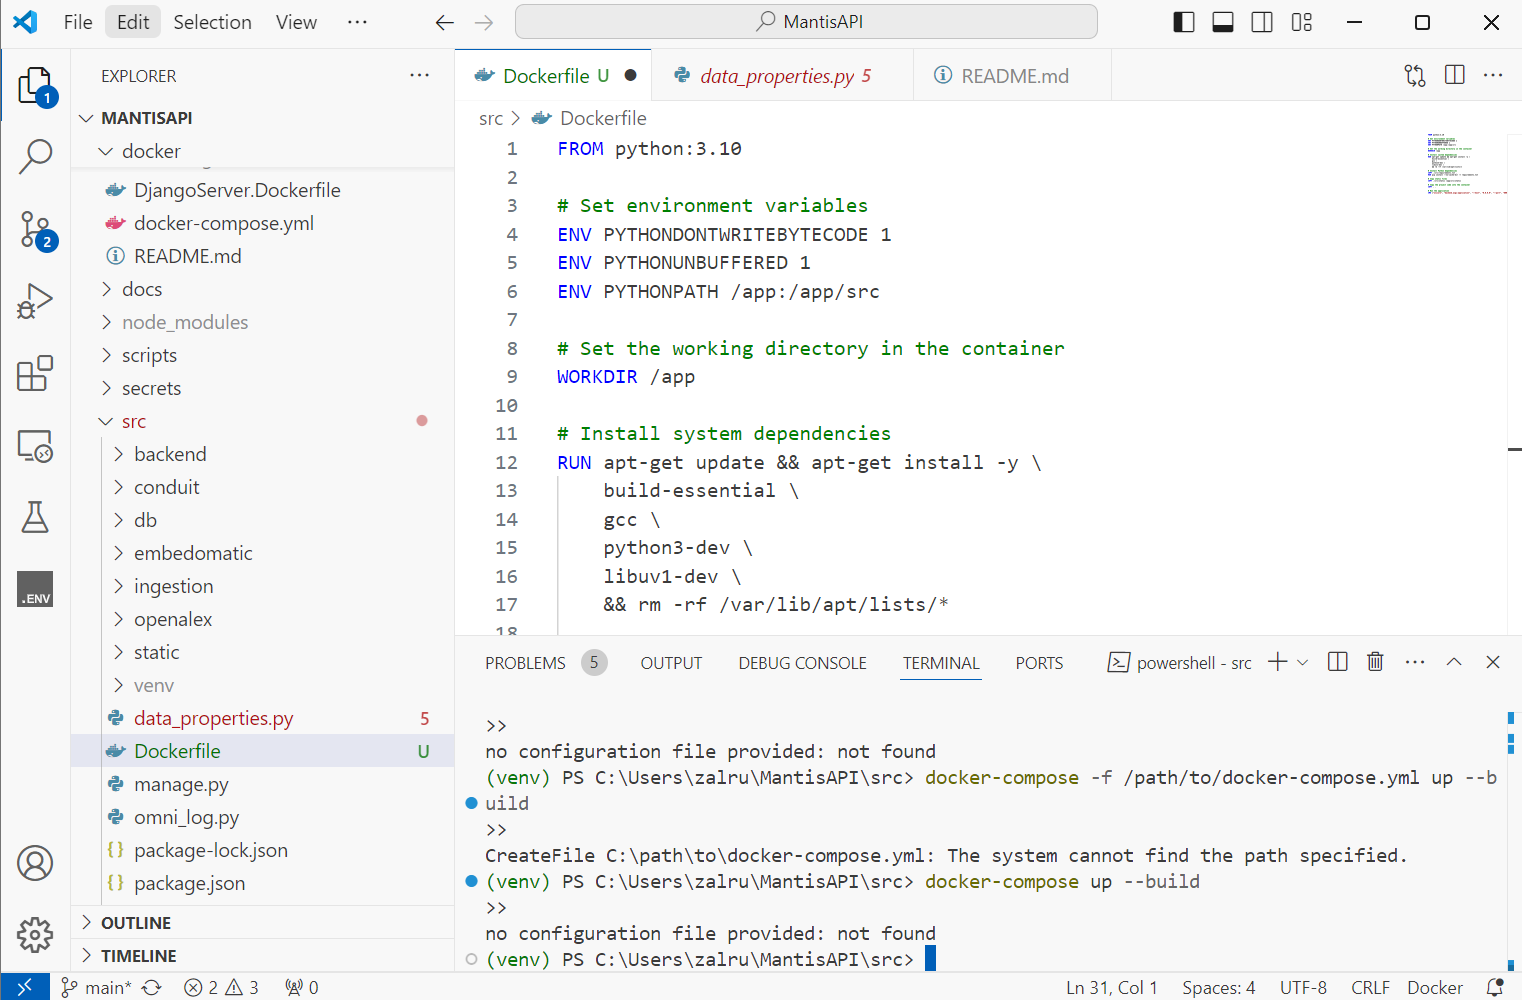 File Edit Selection View ··· MantisAPI
EXPLORER ···
MANTISAPI
docker
DjangoServer.Dockerfile
docker-compose.yml
README.md
docs
node_modules
scripts
secrets
src
backend
conduit
db
embedomatic
ingestion
openalex
static
venv
data_properties.py 5
Dockerfile U
manage.py
omni_log.py
package-lock.json
package.json
OUTLINE
TIMELINE
1
2
.ENV
Dockerfile U
data_properties.py 5
README.md
src > Dockerfile
1 FROM python:3.10
2
3 # Set environment variables
4 ENV PYTHONDONTWRITEBYTECODE 1
5 ENV PYTHONUNBUFFERED 1
6 ENV PYTHONPATH /app:/app/src
7
8 # Set the working directory in the container
9 WORKDIR /app
10
11 # Install system dependencies
12 RUN apt-get update && apt-get install -y \
13 build-essential \
14 gcc \
15 python3-dev \
16 libuv1-dev \
17 && rm -rf /var/lib/apt/lists/*
18
PROBLEMS 5 OUTPUT DEBUG CONSOLE TERMINAL PORTS powershell - src
>>
no configuration file provided: not found
(venv) PS C:\Users\zalru\MantisAPI\src> docker-compose -f /path/to/docker-compose.yml up --b
uild
>>
CreateFile C:\path\to\docker-compose.yml: The system cannot find the path specified.
(venv) PS C:\Users\zalru\MantisAPI\src> docker-compose up --build
>>
no configuration file provided: not found
(venv) PS C:\Users\zalru\MantisAPI\src>
main* 2 3 0 Ln 31, Col 1 Spaces: 4 UTF-8 CRLF Docker